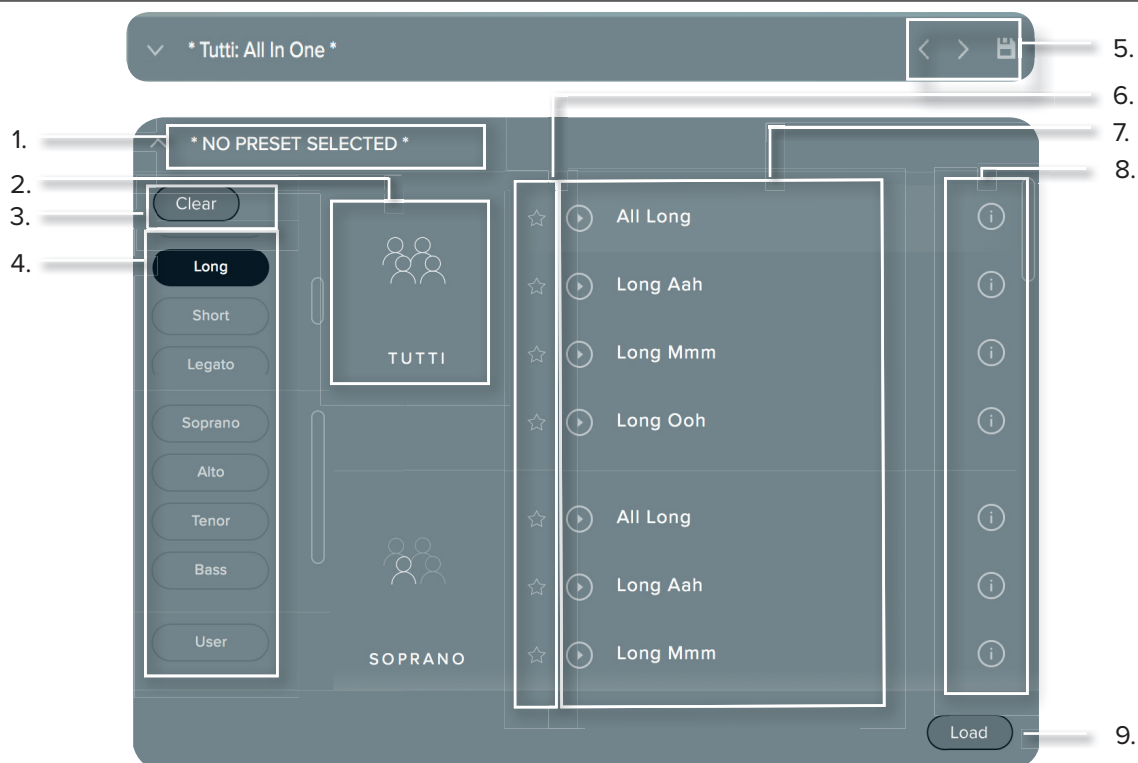 * Tutti: All In One *
5.
6.
1.
* NO PRESET SELECTED *
7.
8.
2.
3.
Clear
4.
Long
Short
Legato
Soprano
Alto
Tenor
Bass
User
TUTTI
SOPRANO
All Long
Long Aah
Long Mmm
Long Ooh
All Long
Long Aah
Long Mmm
Load
9.